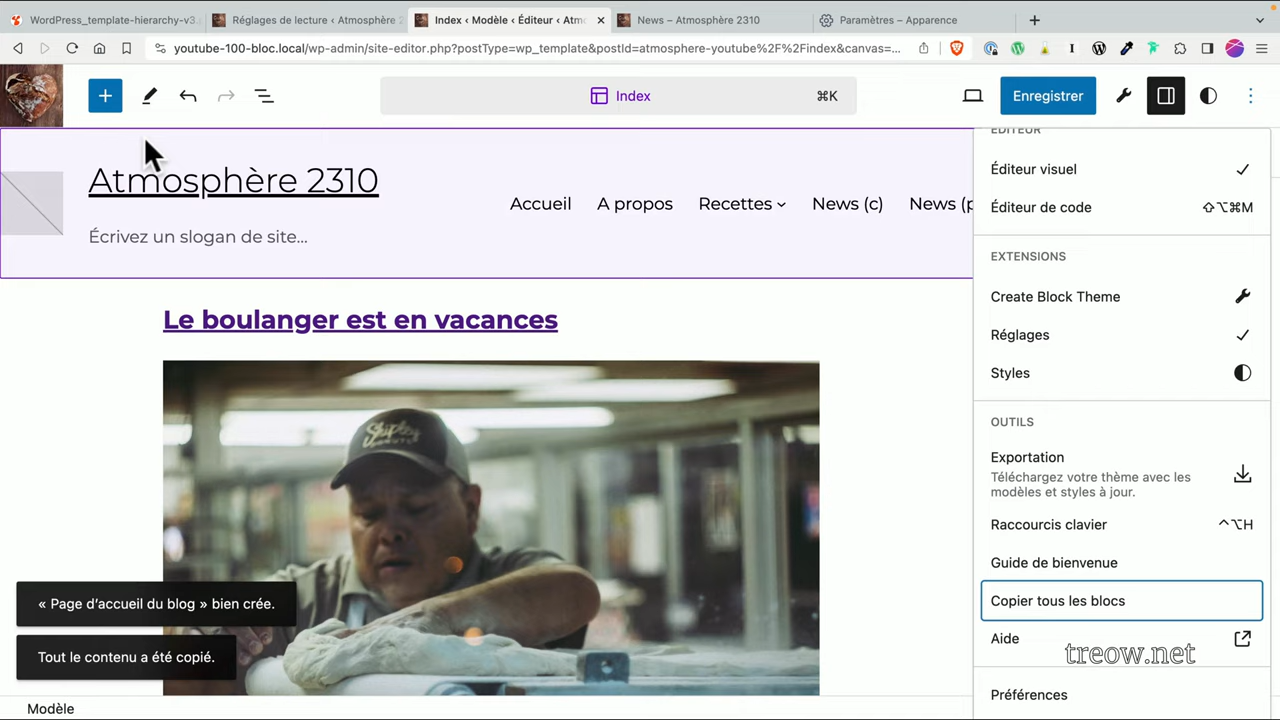 WordPress_template-hierarchy-v3.
Réglages de lecture ‹ Atmosphère 2
Index ‹ Modèle ‹ Éditeur ‹ Atm
News – Atmosphère 2310
Paramètres – Apparence
youtube-100-bloc.local/wp-admin/site-editor.php?postType=wp_template&postId=atmosphere-youtube%2F%2Findex&canvas=...
Index
⌘K
Enregistrer
Atmosphère 2310
Écrivez un slogan de site...
Accueil
A propos
Recettes
News (c)
News (p
Le boulanger est en vacances
Shipley
« Page d’accueil du blog » bien crée.
Tout le contenu a été copié.
Modèle
ÉDITEUR
Éditeur visuel
Éditeur de code
⇧⌥⌘M
EXTENSIONS
Create Block Theme
Réglages
Styles
OUTILS
Exportation
Téléchargez votre thème avec les
modèles et styles à jour.
Raccourcis clavier
⌃⌥H
Guide de bienvenue
Copier tous les blocs
Aide
treow.net
Préférences